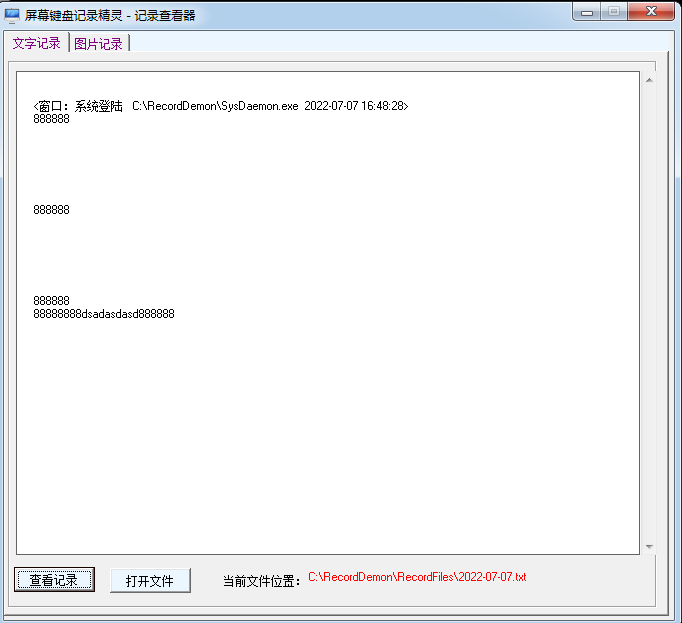 屏幕键盘记录精灵 - 记录查看器
文字记录 图片记录
<窗口：系统登陆 C:\RecordDemon\SysDaemon.exe 2022-07-07 16:48:28>
888888
888888
888888
88888888dsadasdasd888888
查看记录 打开文件 当前文件位置： C:\RecordDemon\RecordFiles\2022-07-07.txt